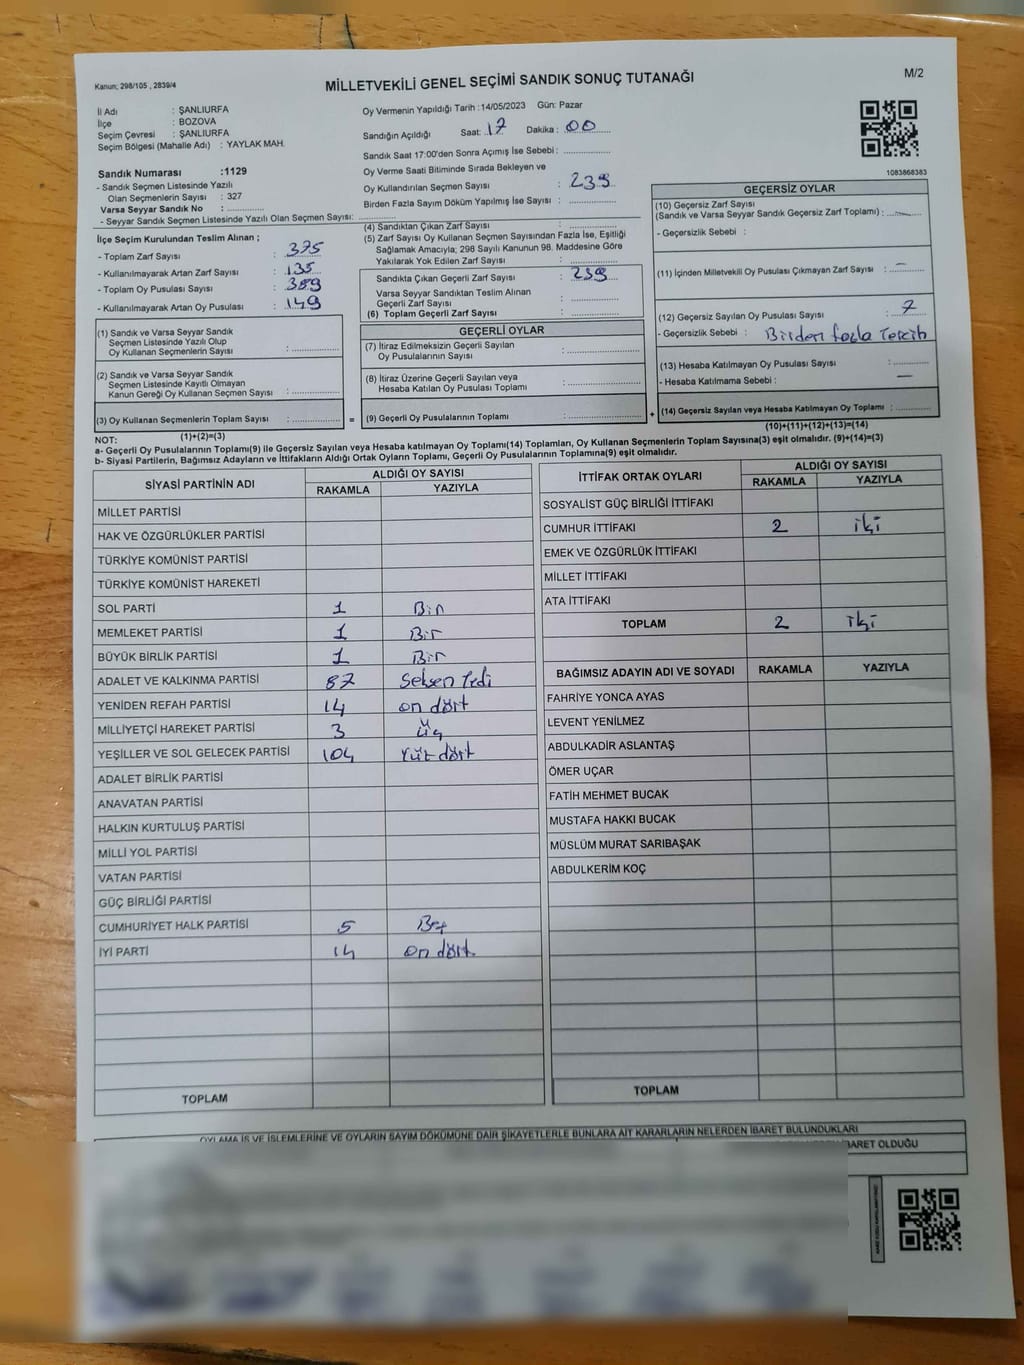 Kanun; 298/105 , 2839/4
MİLLETVEKİLİ GENEL SEÇİMİ SANDIK SONUÇ TUTANAĞI
M/2
İl Adı : ŞANLIURFA
İlçe : BOZOVA
Seçim Çevresi : ŞANLIURFA
Seçim Bölgesi (Mahalle Adı) : YAYLAK MAH.
Oy Vermenin Yapıldığı Tarih :14/05/2023 Gün: Pazar
Sandığın Açıldığı Saat: 17 Dakika : 00
Sandık Saat 17:00'den Sonra Açımış İse Sebebi :
Oy Verme Saati Bitiminde Sırada Bekleyen ve
Oy Kullandırılan Seçmen Sayısı : 239
Birden Fazla Sayım Döküm Yapılmış İse Sayısı :
1083868383
Sandık Numarası :1129
- Sandık Seçmen Listesinde Yazılı
Olan Seçmenlerin Sayısı : 327
Varsa Seyyar Sandık No :
- Seyyar Sandık Seçmen Listesinde Yazılı Olan Seçmen Sayısı:
İlçe Seçim Kurulundan Teslim Alınan ;
- Toplam Zarf Sayısı : 375
- Kullanılmayarak Artan Zarf Sayısı : 135
- Toplam Oy Pusulası Sayısı : 389
- Kullanılmayarak Artan Oy Pusulası : 149
(4) Sandıktan Çıkan Zarf Sayısı :
(5) Zarf Sayısı Oy Kullanan Seçmen Sayısından Fazla İse, Eşitliği
Sağlamak Amacıyla; 298 Sayılı Kanunun 98. Maddesine Göre
Yakılarak Yok Edilen Zarf Sayısı :
Sandıkta Çıkan Geçerli Zarf Sayısı : 239
Varsa Seyyar Sandıktan Teslim Alınan
Geçerli Zarf Sayısı :
(6) Toplam Geçerli Zarf Sayısı :
GEÇERSİZ OYLAR
(10) Geçersiz Zarf Sayısı
(Sandık ve Varsa Seyyar Sandık Geçersiz Zarf Toplamı) :
- Geçersizlik Sebebi :
(11) İçinden Milletvekili Oy Pusulası Çıkmayan Zarf Sayısı : —
(12) Geçersiz Sayılan Oy Pusulası Sayısı : 7
- Geçersizlik Sebebi : Birden fazla Tercih
(13) Hesaba Katılmayan Oy Pusulası Sayısı :
- Hesaba Katılmama Sebebi : —
(14) Geçersiz Sayılan veya Hesaba Katılmayan Oy Toplamı :
(10)+(11)+(12)+(13)=(14)
(1) Sandık ve Varsa Seyyar Sandık
Seçmen Listesinde Yazılı Olup
Oy Kullanan Seçmenlerin Sayısı :
(2) Sandık ve Varsa Seyyar Sandık
Seçmen Listesinde Kayıtlı Olmayan
Kanun Gereği Oy Kullanan Seçmen Sayısı :
(3) Oy Kullanan Seçmenlerin Toplam Sayısı : =
(1)+(2)=(3)
GEÇERLİ OYLAR
(7) İtiraz Edilmeksizin Geçerli Sayılan
Oy Pusulalarının Sayısı :
(8) İtiraz Üzerine Geçerli Sayılan veya
Hesaba Katılan Oy Pusulası Toplamı :
(9) Geçerli Oy Pusulalarının Toplamı : +
NOT:
a- Geçerli Oy Pusulalarının Toplamı(9) ile Geçersiz Sayılan veya Hesaba katılmayan Oy Toplamı(14) Toplamları, Oy Kullanan Seçmenlerin Toplam Sayısına(3) eşit olmalıdır. (9)+(14)=(3)
b- Siyasi Partilerin, Bağımsız Adayların ve İttifakların Aldığı Ortak Oyların Toplamı, Geçerli Oy Pusulalarının Toplamına(9) eşit olmalıdır.
SİYASİ PARTİNİN ADI ALDIĞI OY SAYISI
RAKAMLA YAZIYLA
MİLLET PARTİSİ
HAK VE ÖZGÜRLÜKLER PARTİSİ
TÜRKİYE KOMÜNİST PARTİSİ
TÜRKİYE KOMÜNİST HAREKETİ
SOL PARTİ 1 Bir
MEMLEKET PARTİSİ 1 Bir
BÜYÜK BİRLİK PARTİSİ 1 Bir
ADALET VE KALKINMA PARTİSİ 87 Seksen Yedi
YENİDEN REFAH PARTİSİ 14 on dört
MİLLİYETÇİ HAREKET PARTİSİ 3 Üç
YEŞİLLER VE SOL GELECEK PARTİSİ 104 Yüz dört
ADALET BİRLİK PARTİSİ
ANAVATAN PARTİSİ
HALKIN KURTULUŞ PARTİSİ
MİLLİ YOL PARTİSİ
VATAN PARTİSİ
GÜÇ BİRLİĞİ PARTİSİ
CUMHURİYET HALK PARTİSİ 5 Beş
İYİ PARTİ 14 on dört
TOPLAM
İTTİFAK ORTAK OYLARI ALDIĞI OY SAYISI
RAKAMLA YAZIYLA
SOSYALİST GÜÇ BİRLİĞİ İTTİFAKI
CUMHUR İTTİFAKI 2 iki
EMEK VE ÖZGÜRLÜK İTTİFAKI
MİLLET İTTİFAKI
ATA İTTİFAKI
TOPLAM 2 iki
BAĞIMSIZ ADAYIN ADI VE SOYADI RAKAMLA YAZIYLA
FAHRİYE YONCA AYAS
LEVENT YENİLMEZ
ABDULKADİR ASLANTAŞ
ÖMER UÇAR
FATİH MEHMET BUCAK
MUSTAFA HAKKI BUCAK
MÜSLÜM MURAT SARIBAŞAK
ABDULKERİM KOÇ
TOPLAM
OYLAMA İŞ VE İŞLEMLERİNE VE OYLARIN SAYIM DÖKÜMÜNE DAİR ŞİKAYETLERLE BUNLARA AİT KARARLARIN NELERDEN İBARET BULUNDUKLARI
İBARET OLDUĞU